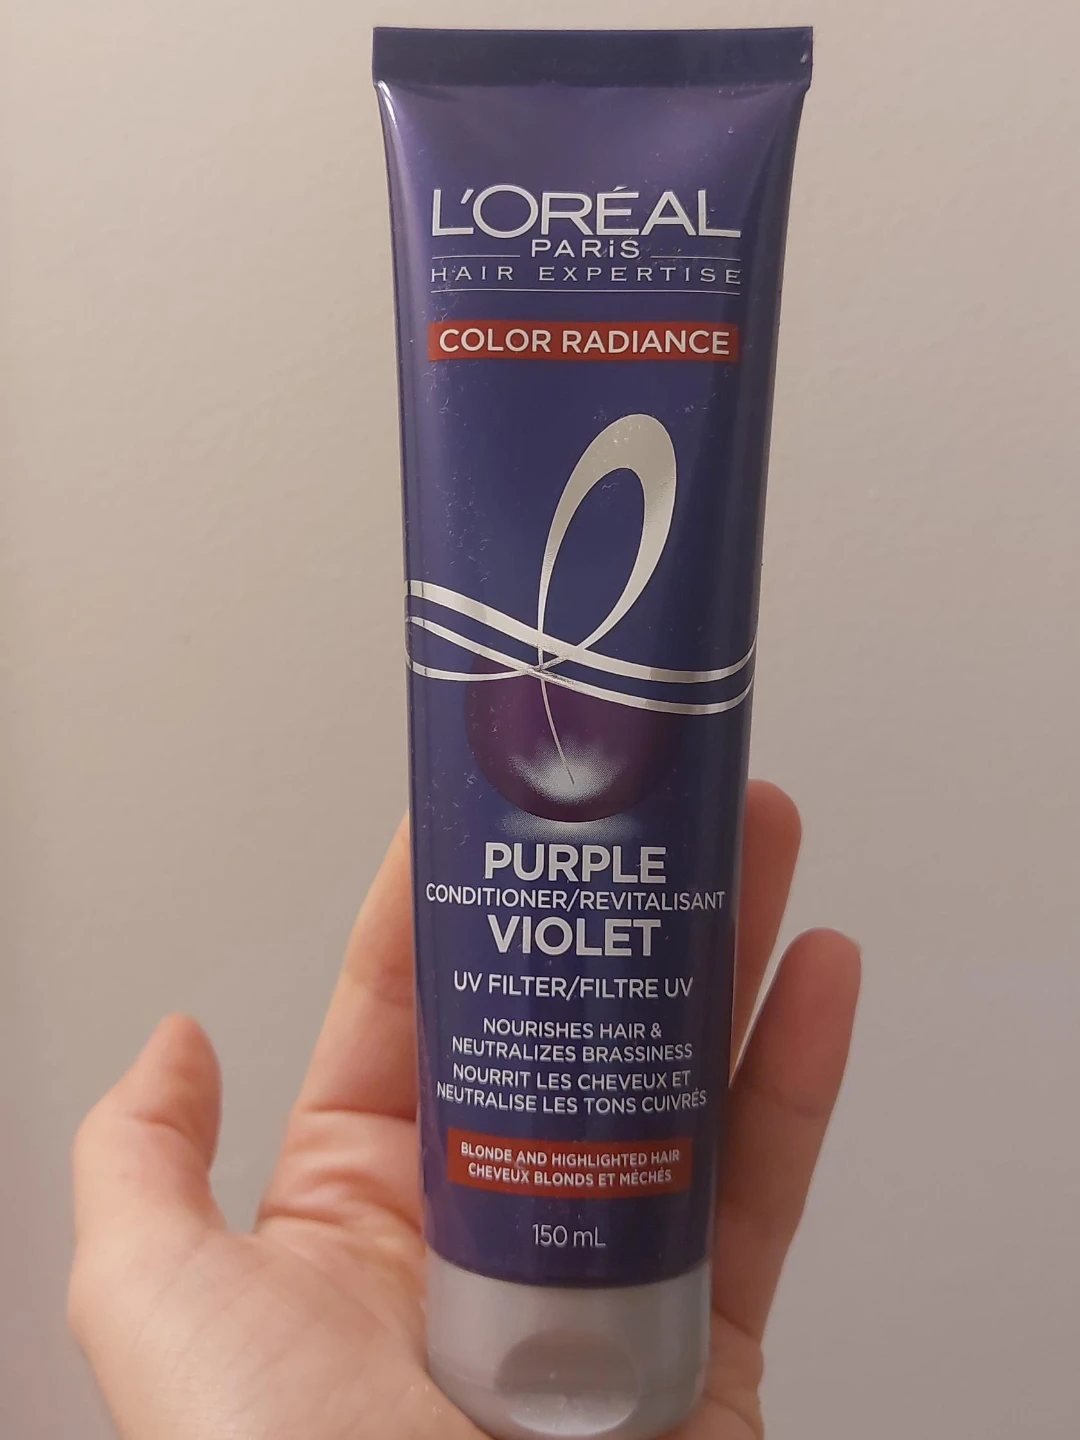 L'ORÉAL
PARiS
HAIR EXPERTISE
COLOR RADIANCE
PURPLE
CONDITIONER/REVITALISANT
VIOLET
UV FILTER/FILTRE UV
NOURISHES HAIR &
NEUTRALIZES BRASSINESS
NOURRIT LES CHEVEUX ET
NEUTRALISE LES TONS CUIVRÉS
BLONDE AND HIGHLIGHTED HAIR
CHEVEUX BLONDS ET MÉCHÉS
150 mL